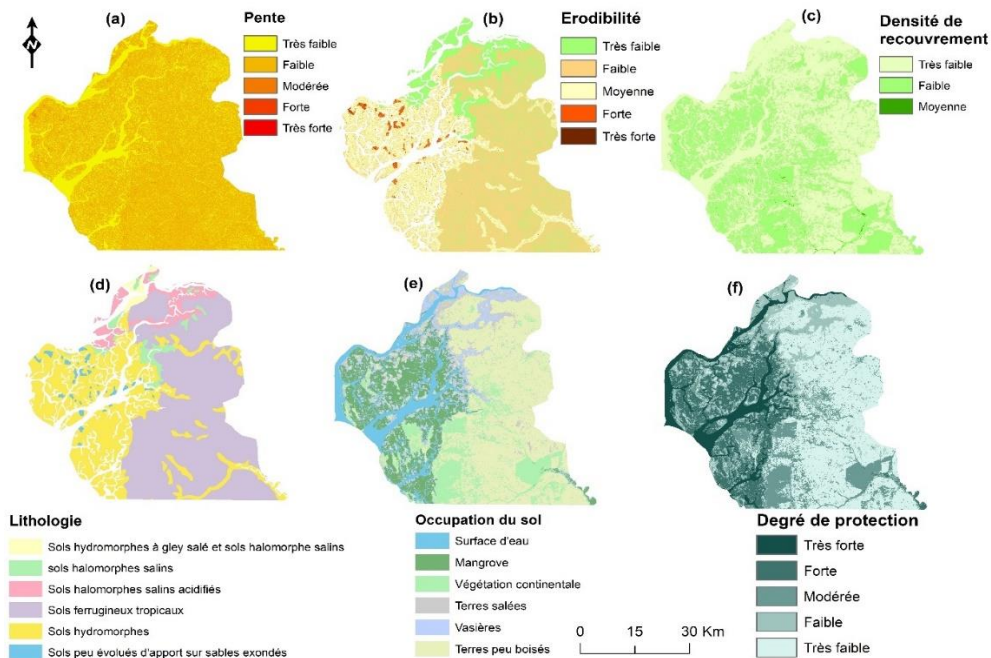 N
(a)
Pente
Très faible
Faible
Modérée
Forte
Très forte
(b)
Erodibilité
Très faible
Faible
Moyenne
Forte
Très forte
(c)
Densité de
recouvrement
Très faible
Faible
Moyenne
(d)
Lithologie
Sols hydromorphes à gley salé et sols halomorphe salins
sols halomorphes salins
Sols halomorphes salins acidifiés
Sols ferrugineux tropicaux
Sols hydromorphes
Sols peu évolués d'apport sur sables exondés
(e)
Occupation du sol
Surface d'eau
Mangrove
Végétation continentale
Terres salées
Vasières
Terres peu boisés
0 15 30 Km
(f)
Degré de protection
Très forte
Forte
Modérée
Faible
Très faible